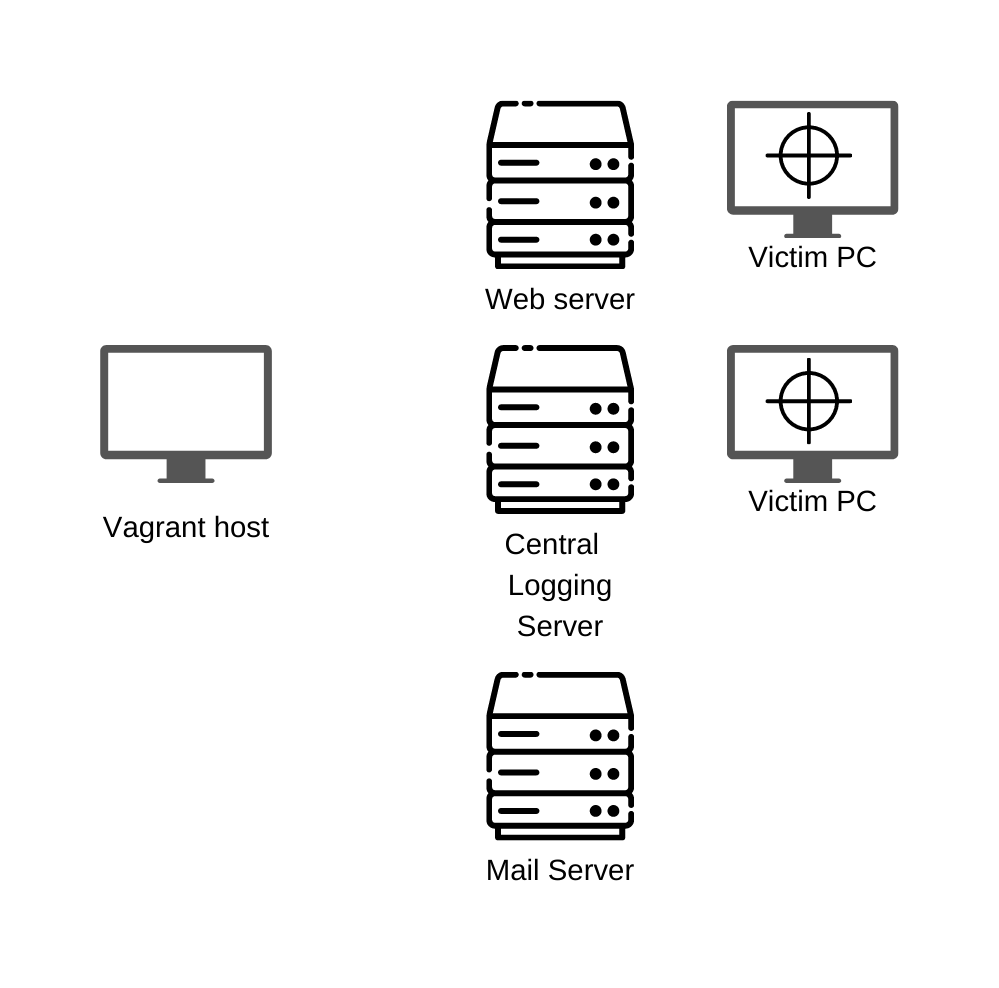 Web server
Victim PC
Vagrant host
Central
Logging
Server
Victim PC
Mail Server